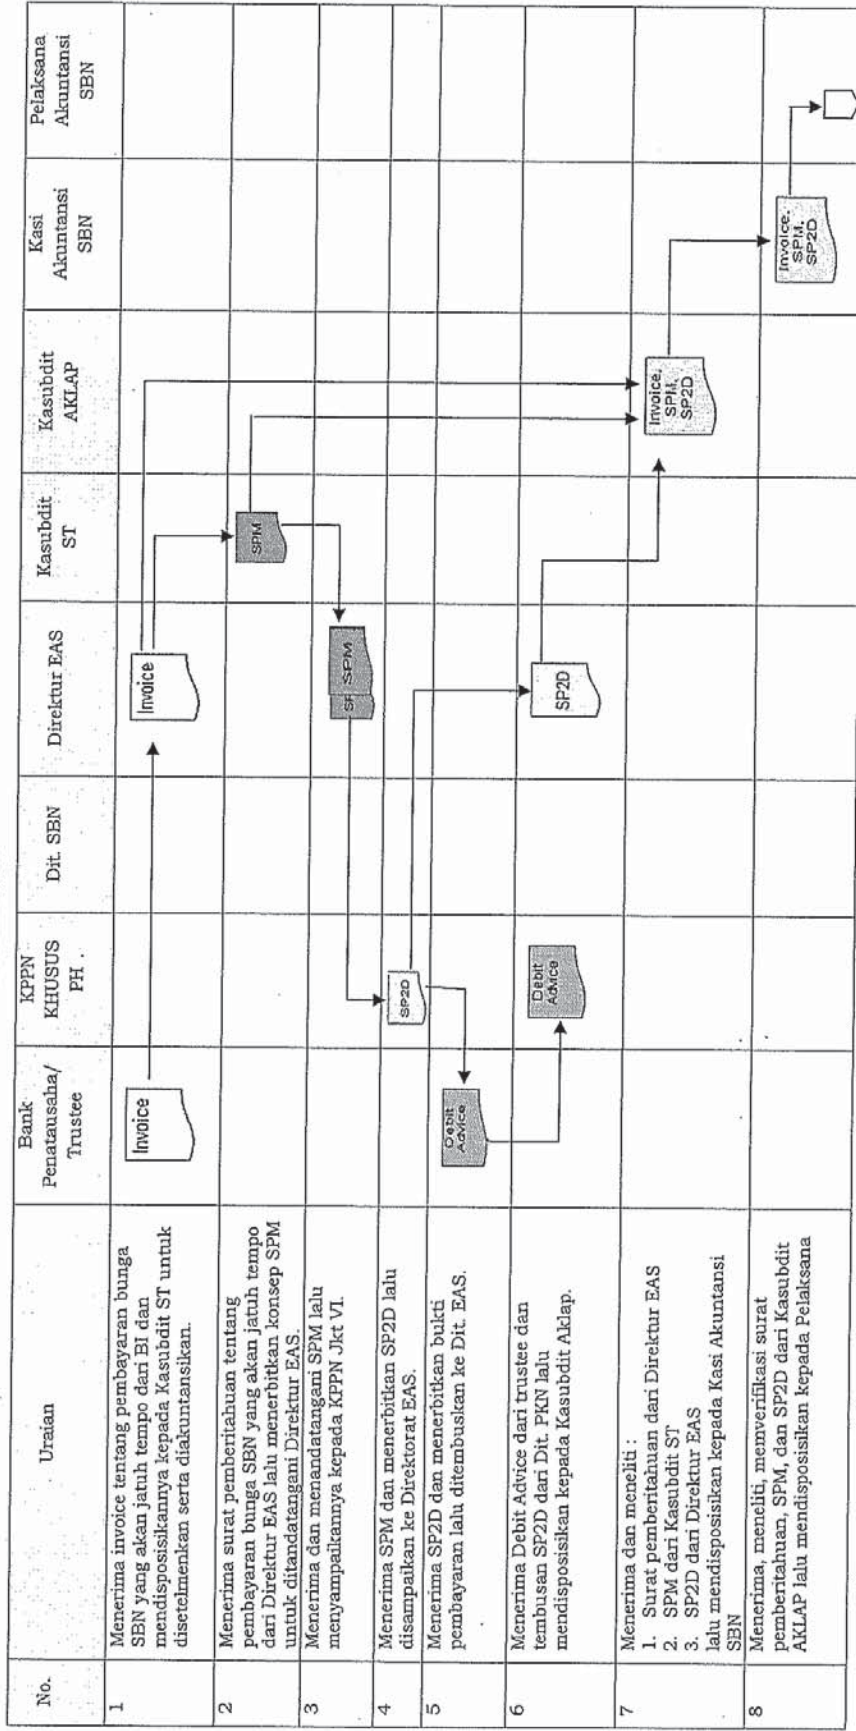 No.
Uraian
Bank
Penatausaha/
Trustee
KPPN
KHUSUS
PH .
Dit. SBN
Direktur EAS
Kasubdit
ST
Kasubdit
AKLAP
Kasi
Akuntansi
SBN
Pelaksana
Akuntansi
SBN
1
Menerima invoice tentang pembayaran bunga
SBN yang akan jatuh tempo dari BI dan
mendisposisikannya kepada Kasubdit ST untuk
disetelmenkan serta diakuntansikan.
Invoice
Invoice
2
Menerima surat pemberitahuan tentang
pembayaran bunga SBN yang akan jatuh tempo
dari Direktur EAS lalu menerbitkan konsep SPM
untuk ditandatangani Direktur EAS.
SPM
3
Menerima dan menandatangani SPM lalu
menyampaikannya kepada KPPN Jkt VI.
SP SPM
4
Menerima SPM dan menerbitkan SP2D lalu
disampaikan ke Direktorat EAS.
SP2D
5
Menerima SP2D dan menerbitkan bukti
pembayaran lalu ditembuskan ke Dit. EAS.
Debit
Advice
6
Menerima Debit Advice dari trustee dan
tembusan SP2D dari Dit. PKN lalu
mendisposisikan kepada Kasubdit Aklap.
Debit
Advice
SP2D
7
Menerima dan meneliti :
1. Surat pemberitahuan dari Direktur EAS
2. SPM dari Kasubdit ST
3. SP2D dari Direktur EAS
lalu mendisposisikan kepada Kasi Akuntansi
SBN
Invoice,
SPM,
SP2D
8
Menerima, meneliti, memverifikasi surat
pemberitahuan, SPM, dan SP2D dari Kasubdit
AKLAP lalu mendisposisikan kepada Pelaksana
Invoice,
SPM,
SP2D